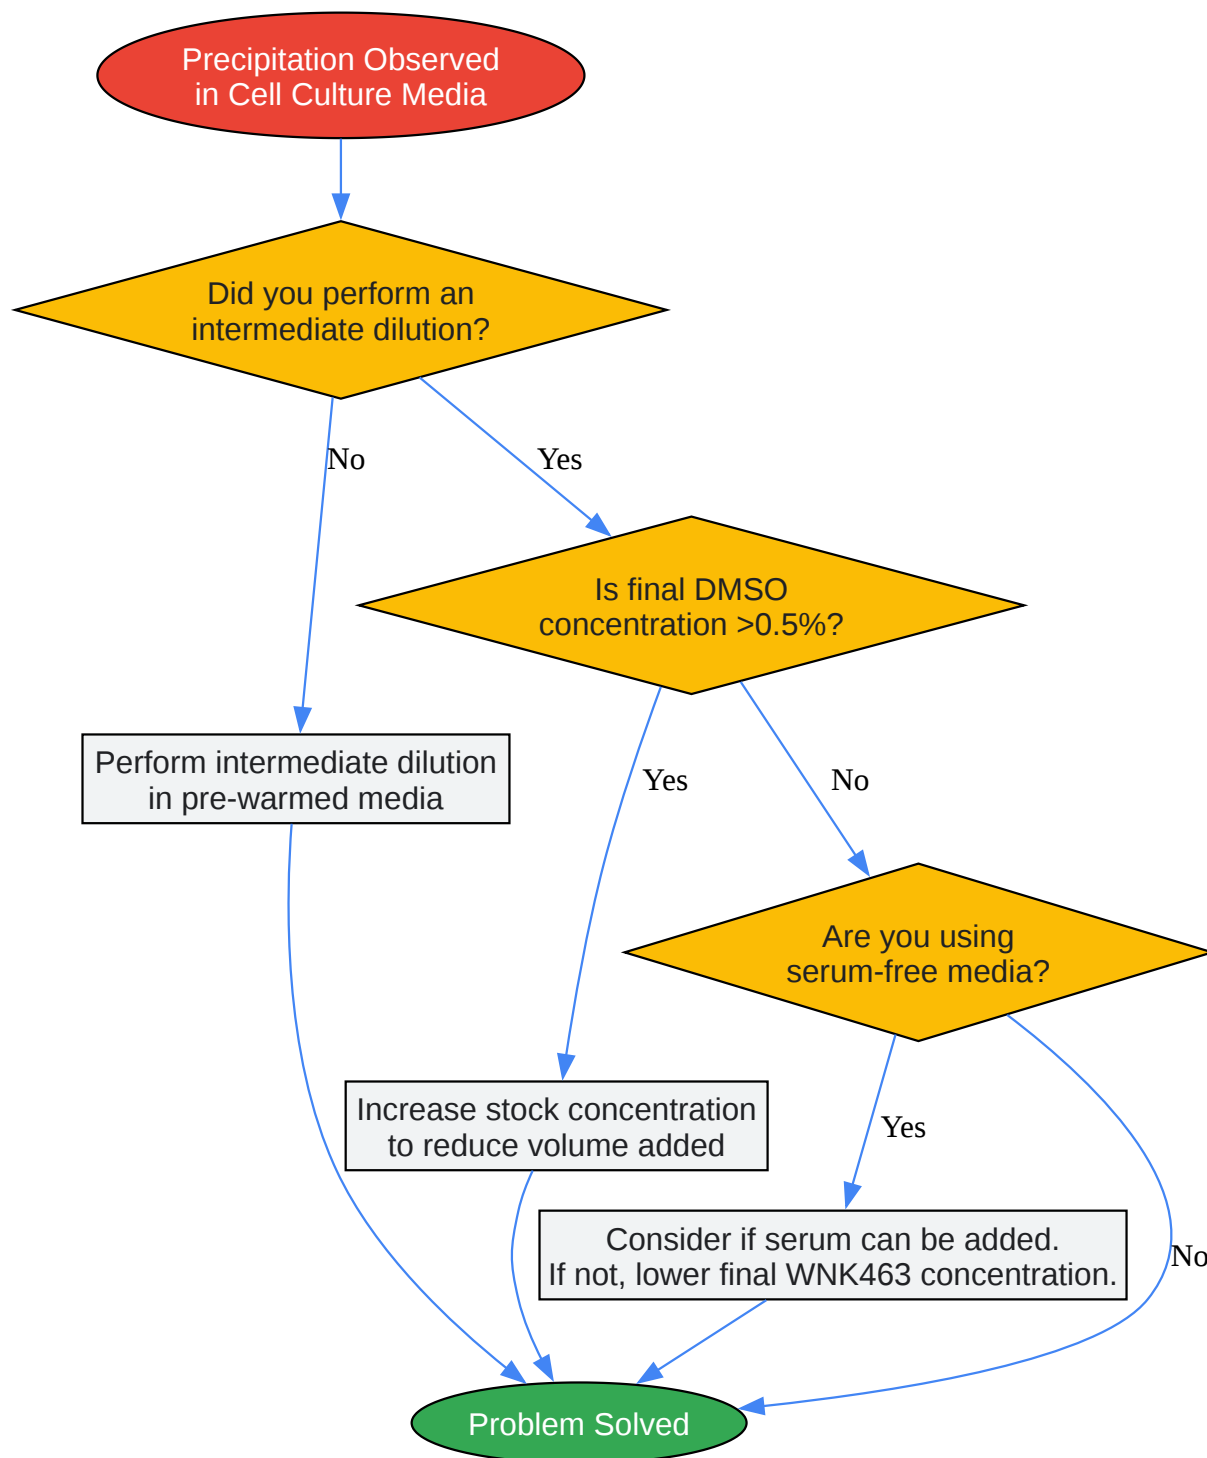 Precipitation Observed
in Cell Culture Media
Did you perform an
intermediate dilution?
No
Yes
Is final DMSO
concentration >0.5%?
Perform intermediate dilution
in pre-warmed media
Yes
No
Are you using
serum-free media?
Increase stock concentration
to reduce volume added
Yes
Consider if serum can be added.
If not, lower final WNK463 concentration.
No
Problem Solved